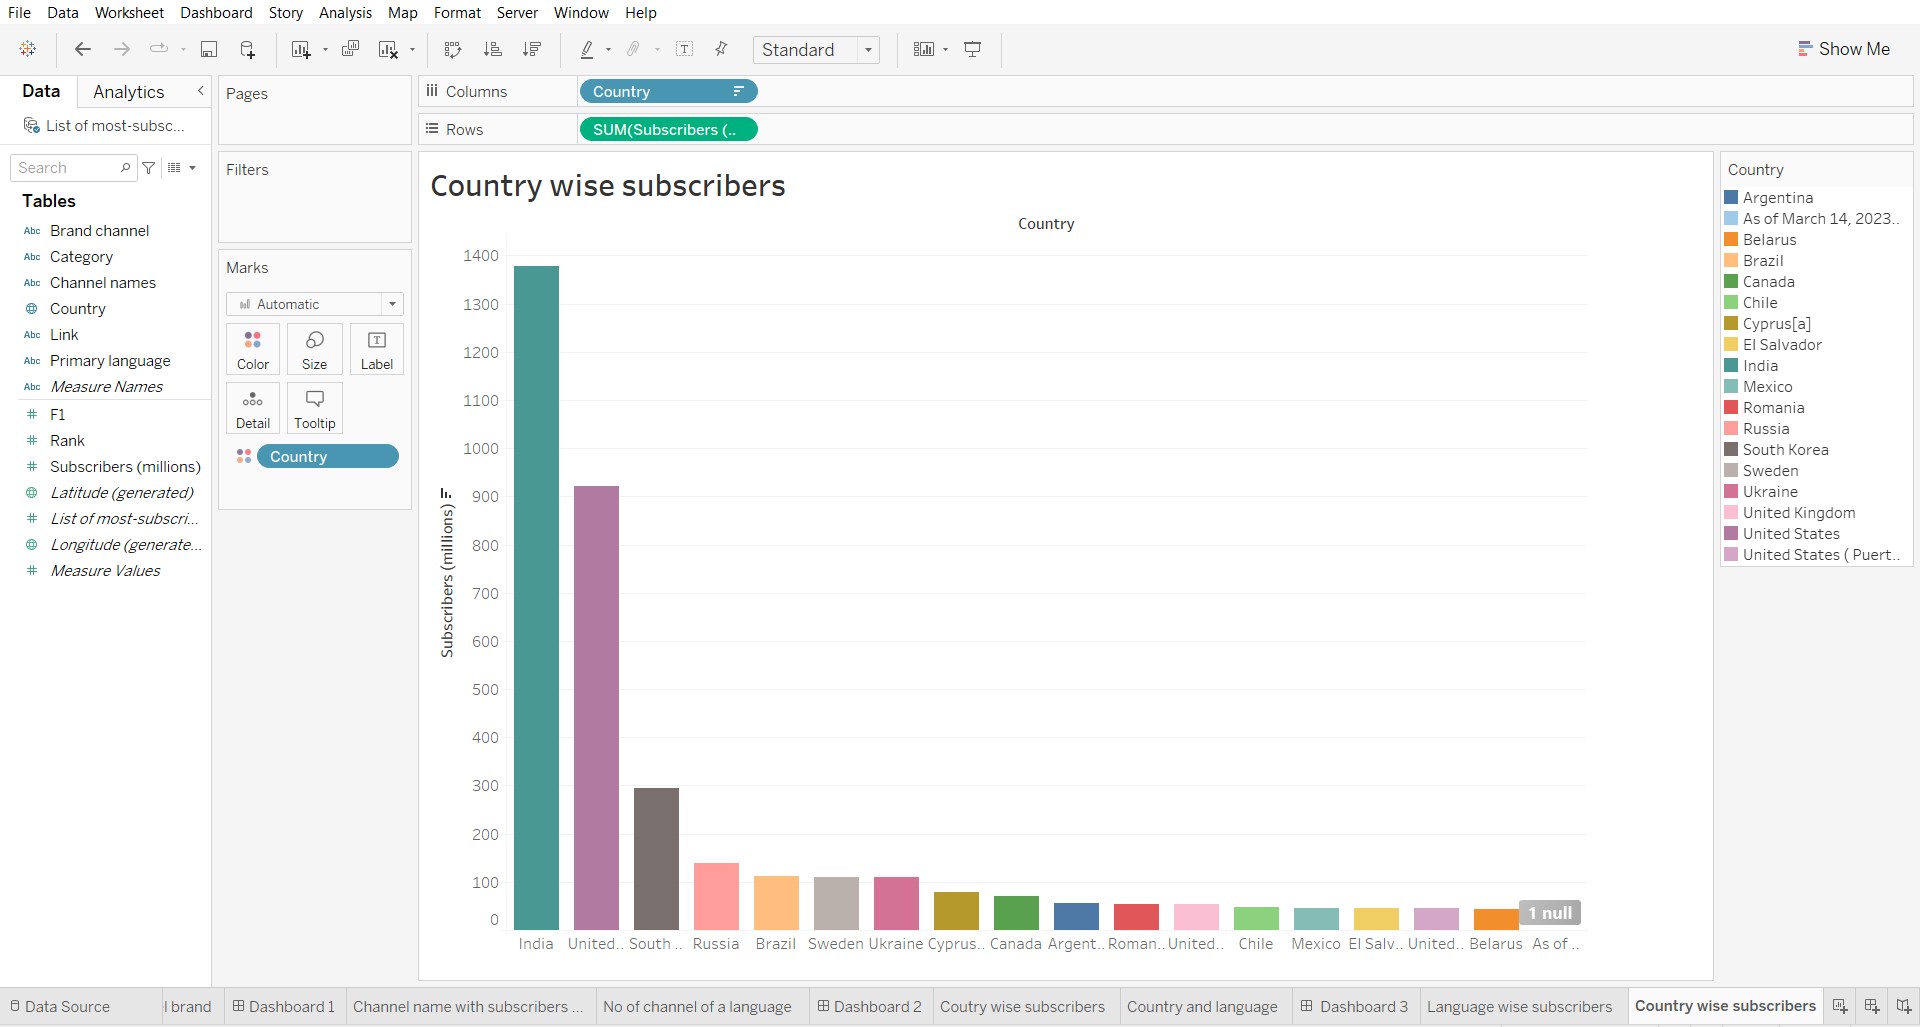 File Data Worksheet Dashboard Story Analysis Map Format Server Window Help
Standard
Show Me
Data Analytics
List of most-subsc...
Search
Tables
Abc Brand channel
Abc Category
Abc Channel names
Country
Abc Link
Abc Primary language
Abc Measure Names
# F1
# Rank
# Subscribers (millions)
Latitude (generated)
# List of most-subscri...
Longitude (generate...
# Measure Values
Pages
Filters
Marks
Automatic
Color Size Label
Detail Tooltip
Country
Columns Country
Rows SUM(Subscribers (..
Country wise subscribers
Country
Subscribers (millions)
1400
1300
1200
1100
1000
900
800
700
600
500
400
300
200
100
0
1 null
India United.. South .. Russia Brazil Sweden Ukraine Cyprus.. Canada Argent.. Roman.. United.. Chile Mexico El Salv.. United.. Belarus As of ..
Country
Argentina
As of March 14, 2023..
Belarus
Brazil
Canada
Chile
Cyprus[a]
El Salvador
India
Mexico
Romania
Russia
South Korea
Sweden
Ukraine
United Kingdom
United States
United States ( Puert..
Data Source l brand Dashboard 1 Channel name with subscribers ... No of channel of a language Dashboard 2 Coutry wise subscribers Country and language Dashboard 3 Language wise subscribers Country wise subscribers